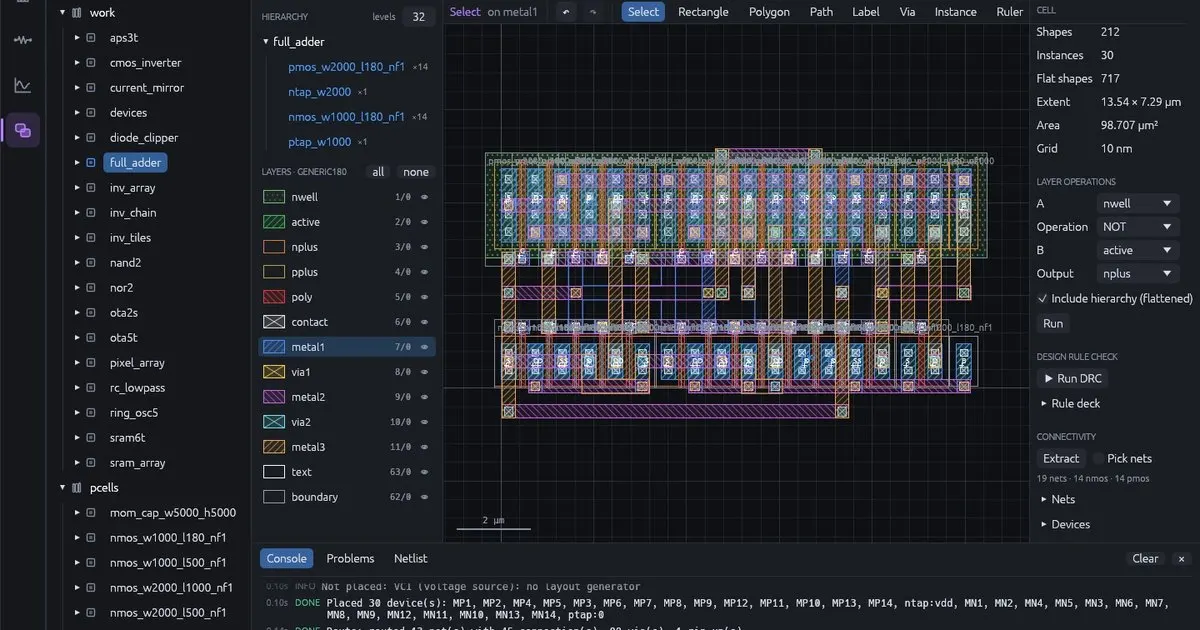 work
aps3t
cmos_inverter
current_mirror
devices
diode_clipper
full_adder
inv_array
inv_chain
inv_tiles
nand2
nor2
ota2s
ota5t
pixel_array
rc_lowpass
ring_osc5
sram6t
sram_array
pcells
mom_cap_w5000_h5000
nmos_w1000_l180_nf1
nmos_w1000_l500_nf1
nmos_w2000_l1000_nf1
nmos_w2000_l500_nf1
HIERARCHY levels 32
full_adder
pmos_w2000_l180_nf1 ×14
ntap_w2000 ×1
nmos_w1000_l180_nf1 ×14
ptap_w1000 ×1
LAYERS · GENERIC180 all none
nwell 1/0
active 2/0
nplus 3/0
pplus 4/0
poly 5/0
contact 6/0
metal1 7/0
via1 8/0
metal2 9/0
via2 10/0
metal3 11/0
text 63/0
boundary 62/0
Select on metal1 Select Rectangle Polygon Path Label Via Instance Ruler
2 µm
CELL
Shapes 212
Instances 30
Flat shapes 717
Extent 13.54 × 7.29 µm
Area 98.707 µm²
Grid 10 nm
LAYER OPERATIONS
A nwell
Operation NOT
B active
Output nplus
Include hierarchy (flattened)
Run
DESIGN RULE CHECK
Run DRC
Rule deck
CONNECTIVITY
Extract Pick nets
19 nets · 14 nmos · 14 pmos
Nets
Devices
Console Problems Netlist Clear ×
0.10s INFO Not placed: VCI (voltage source): no layout generator
0.10s DONE Placed 30 device(s): MP1, MP2, MP4, MP5, MP3, MP6, MP7, MP8, MP9, MP12, MP11, MP10, MP13, MP14, ntap:vdd, MN1, MN2, MN4, MN5, MN3, MN6, MN7,
MN8, MN9, MN12, MN11, MN10, MN13, MN14, ptap:0